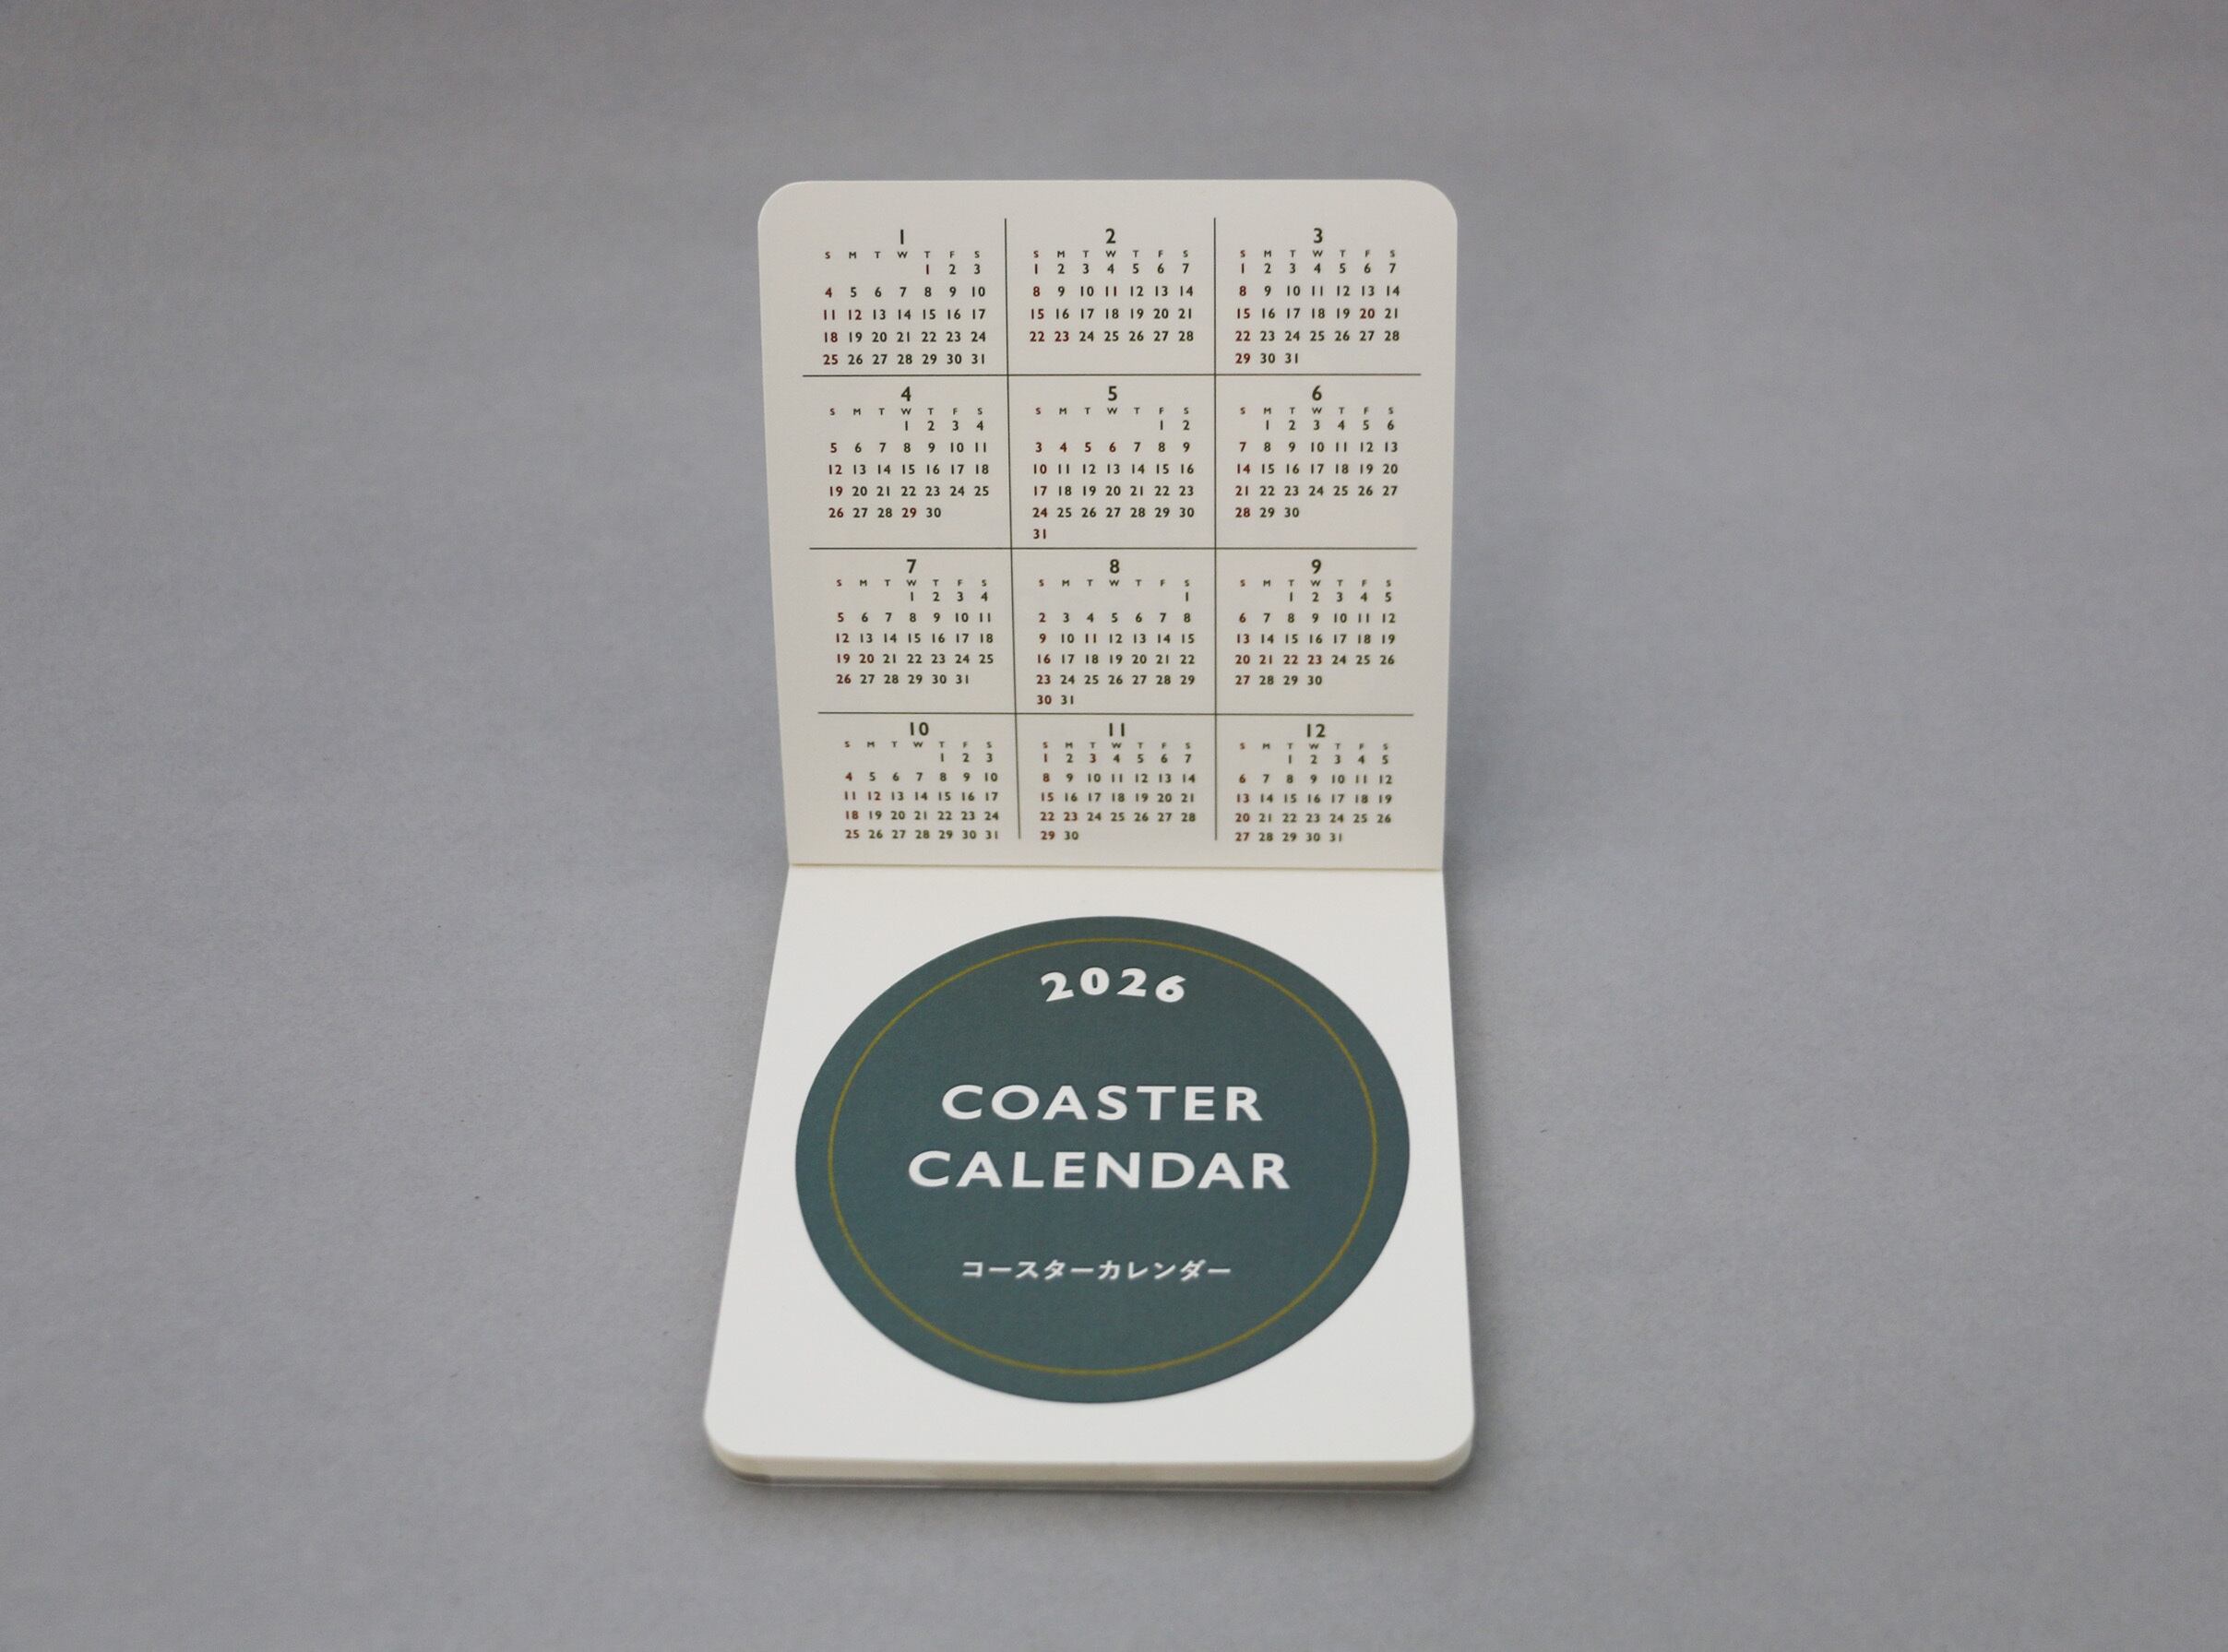 1
S M T W T F S
1 2 3
4 5 6 7 8 9 10
11 12 13 14 15 16 17
18 19 20 21 22 23 24
25 26 27 28 29 30 31
2
S M T W T F S
1 2 3 4 5 6 7
8 9 10 11 12 13 14
15 16 17 18 19 20 21
22 23 24 25 26 27 28
3
S M T W T F S
1 2 3 4 5 6 7
8 9 10 11 12 13 14
15 16 17 18 19 20 21
22 23 24 25 26 27 28
29 30 31
4
S M T W T F S
1 2 3 4
5 6 7 8 9 10 11
12 13 14 15 16 17 18
19 20 21 22 23 24 25
26 27 28 29 30
5
S M T W T F S
1 2
3 4 5 6 7 8 9
10 11 12 13 14 15 16
17 18 19 20 21 22 23
24 25 26 27 28 29 30
31
6
S M T W T F S
1 2 3 4 5 6
7 8 9 10 11 12 13
14 15 16 17 18 19 20
21 22 23 24 25 26 27
28 29 30
7
S M T W T F S
1 2 3 4
5 6 7 8 9 10 11
12 13 14 15 16 17 18
19 20 21 22 23 24 25
26 27 28 29 30 31
8
S M T W T F S
1
2 3 4 5 6 7 8
9 10 11 12 13 14 15
16 17 18 19 20 21 22
23 24 25 26 27 28 29
30 31
9
S M T W T F S
1 2 3 4 5
6 7 8 9 10 11 12
13 14 15 16 17 18 19
20 21 22 23 24 25 26
27 28 29 30
10
S M T W T F S
1 2 3
4 5 6 7 8 9 10
11 12 13 14 15 16 17
18 19 20 21 22 23 24
25 26 27 28 29 30 31
11
S M T W T F S
1 2 3 4 5 6 7
8 9 10 11 12 13 14
15 16 17 18 19 20 21
22 23 24 25 26 27 28
29 30
12
S M T W T F S
1 2 3 4 5
6 7 8 9 10 11 12
13 14 15 16 17 18 19
20 21 22 23 24 25 26
27 28 29 30 31
2026
COASTER
CALENDAR
コースターカレンダー